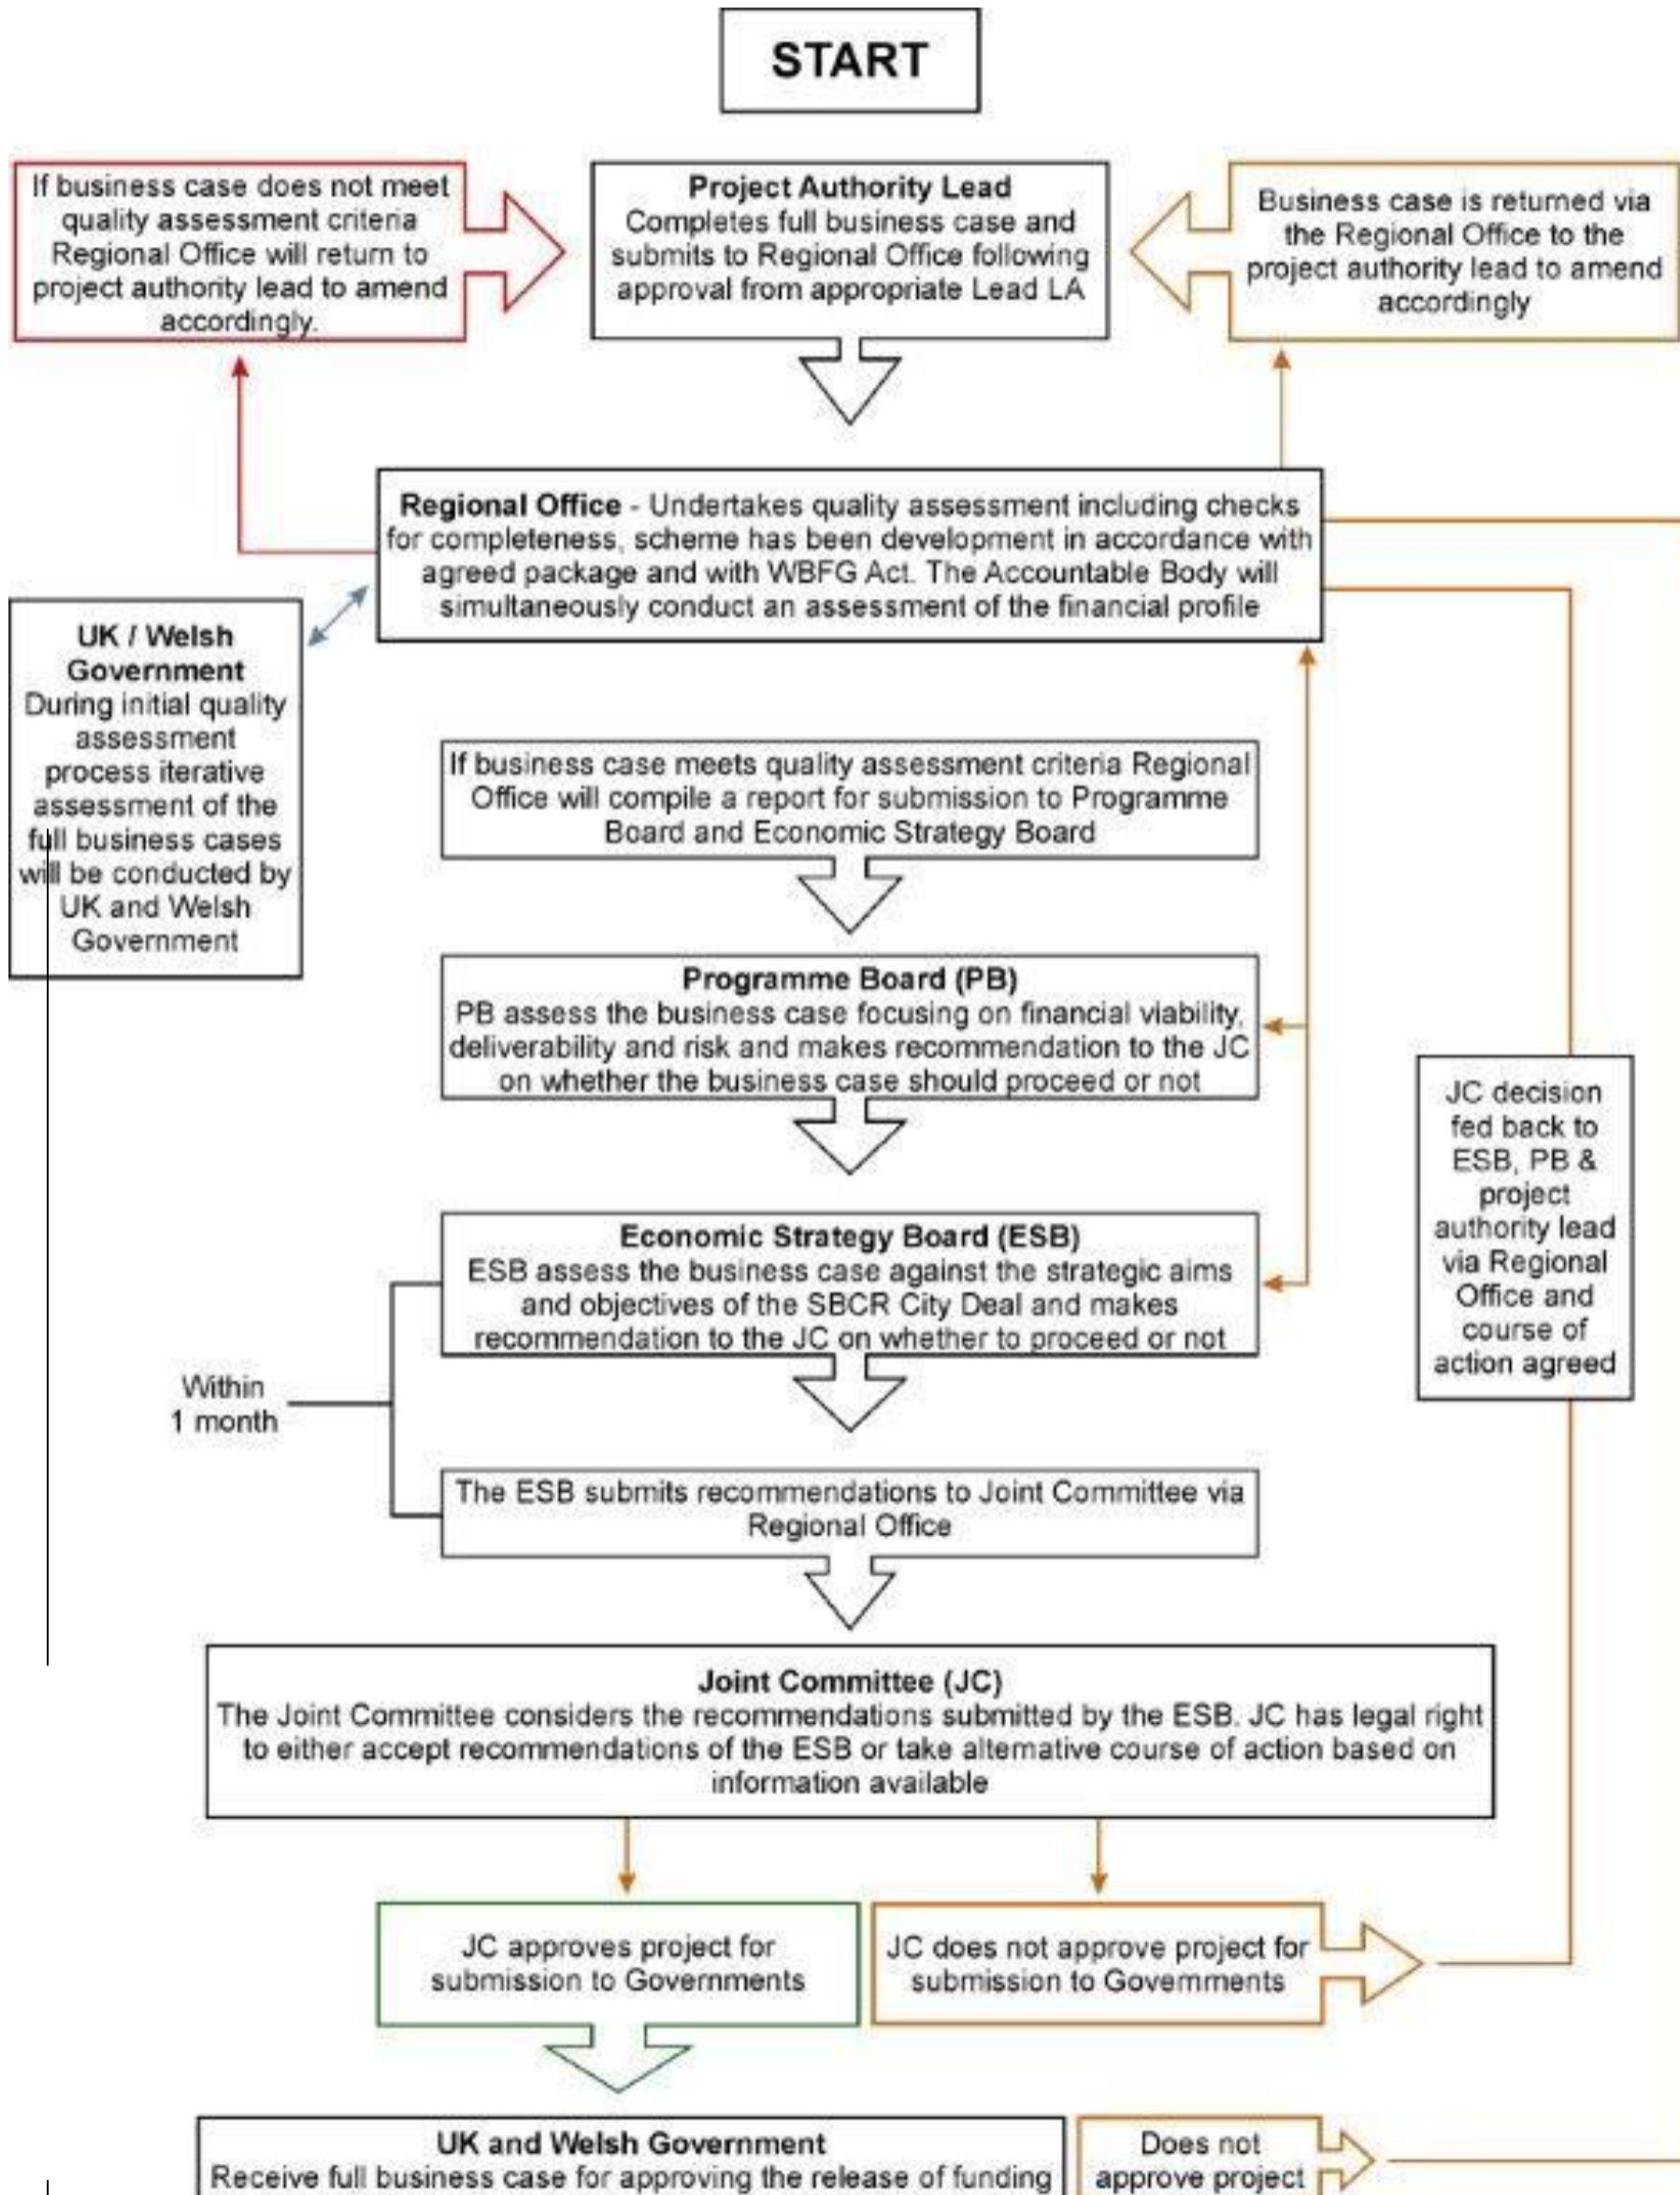 START
If business case does not meet
quality assessment criteria
Regional Office will return to
project authority lead to amend
accordingly.
Project Authority Lead
Completes full business case and
submits to Regional Office following
approval from appropriate Lead LA
Business case is returned via
the Regional Office to the
project authority lead to amend
accordingly
Regional Office - Undertakes quality assessment including checks
for completeness, scheme has been development in accordance with
agreed package and with WBFG Act. The Accountable Body will
simultaneously conduct an assessment of the financial profile
UK / Welsh
Government
During initial quality
assessment
process iterative
assessment of the
full business cases
will be conducted by
UK and Welsh
Government
If business case meets quality assessment criteria Regional
Office will compile a report for submission to Programme
Board and Economic Strategy Board
Programme Board (PB)
PB assess the business case focusing on financial viability,
deliverability and risk and makes recommendation to the JC
on whether the business case should proceed or not
JC decision
fed back to
ESB, PB &
project
authority lead
via Regional
Office and
course of
action agreed
Economic Strategy Board (ESB)
ESB assess the business case against the strategic aims
and objectives of the SBCR City Deal and makes
recommendation to the JC on whether to proceed or not
Within
1 month
The ESB submits recommendations to Joint Committee via
Regional Office
Joint Committee (JC)
The Joint Committee considers the recommendations submitted by the ESB. JC has legal right
to either accept recommendations of the ESB or take alternative course of action based on
information available
JC approves project for
submission to Governments
JC does not approve project for
submission to Governments
UK and Welsh Government
Receive full business case for approving the release of funding
Does not
approve project